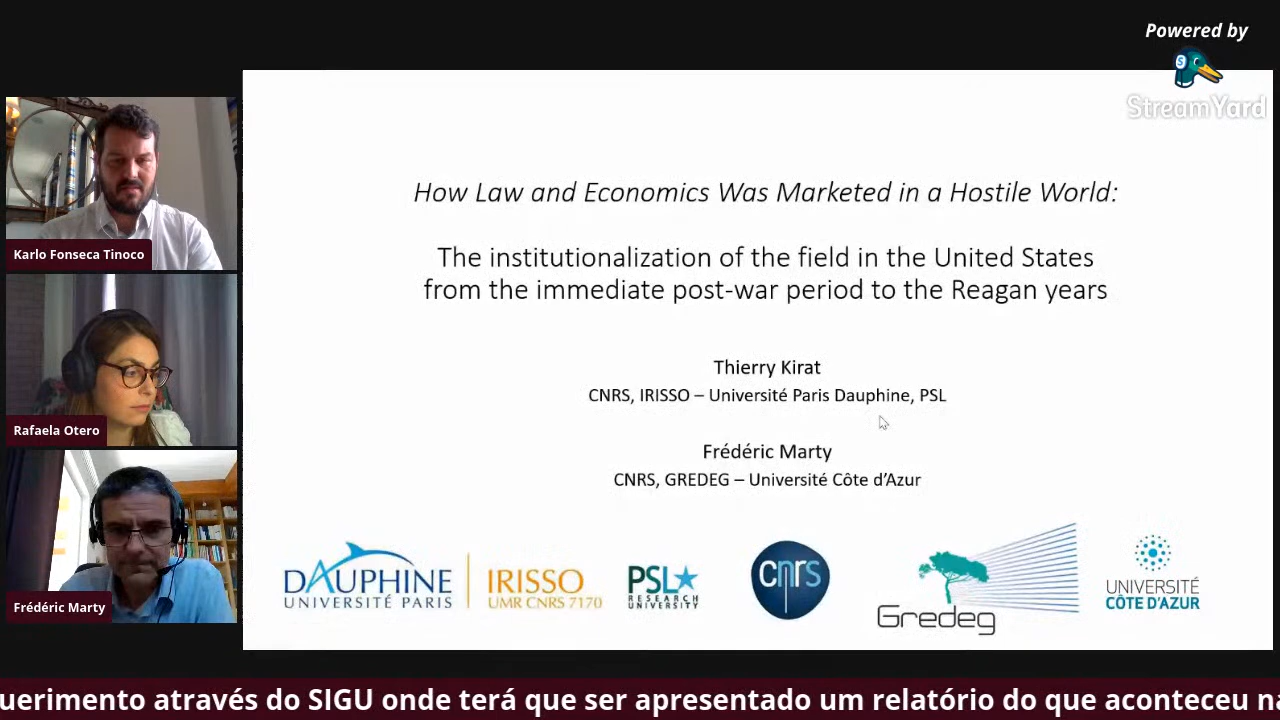 Powered by
StreamYard
How Law and Economics Was Marketed in a Hostile World:
The institutionalization of the field in the United States
from the immediate post-war period to the Reagan years
Thierry Kirat
CNRS, IRISSO – Université Paris Dauphine, PSL
Frédéric Marty
CNRS, GREDEG – Université Côte d’Azur
DAUPHINE
UNIVERSITÉ PARIS
IRISSO
UMR CNRS 7170
PSL
RESEARCH
UNIVERSITY
cnrs
Gredeg
UNIVERSITÉ
CÔTE D'AZUR
Karlo Fonseca Tinoco
Rafaela Otero
Frédéric Marty
uerimento através do SIGU onde terá que ser apresentado um relatório do que aconteceu na